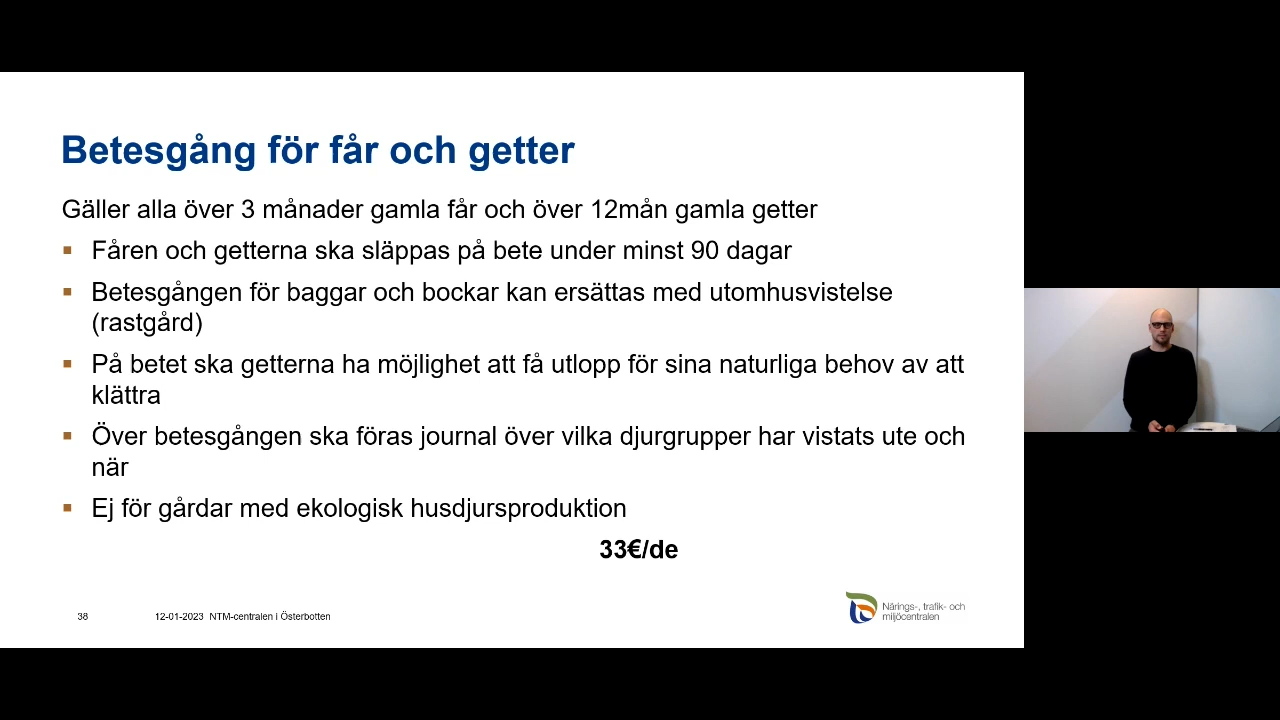 Betesgång för får och getter
Gäller alla över 3 månader gamla får och över 12mån gamla getter
▪ Fåren och getterna ska släppas på bete under minst 90 dagar
▪ Betesgången för baggar och bockar kan ersättas med utomhusvistelse
(rastgård)
▪ På betet ska getterna ha möjlighet att få utlopp för sina naturliga behov av att
klättra
▪ Över betesgången ska föras journal över vilka djurgrupper har vistats ute och
när
▪ Ej för gårdar med ekologisk husdjursproduktion
33€/de
38
12-01-2023 NTM-centralen i Österbotten
Närings-, trafik- och
miljöcentralen